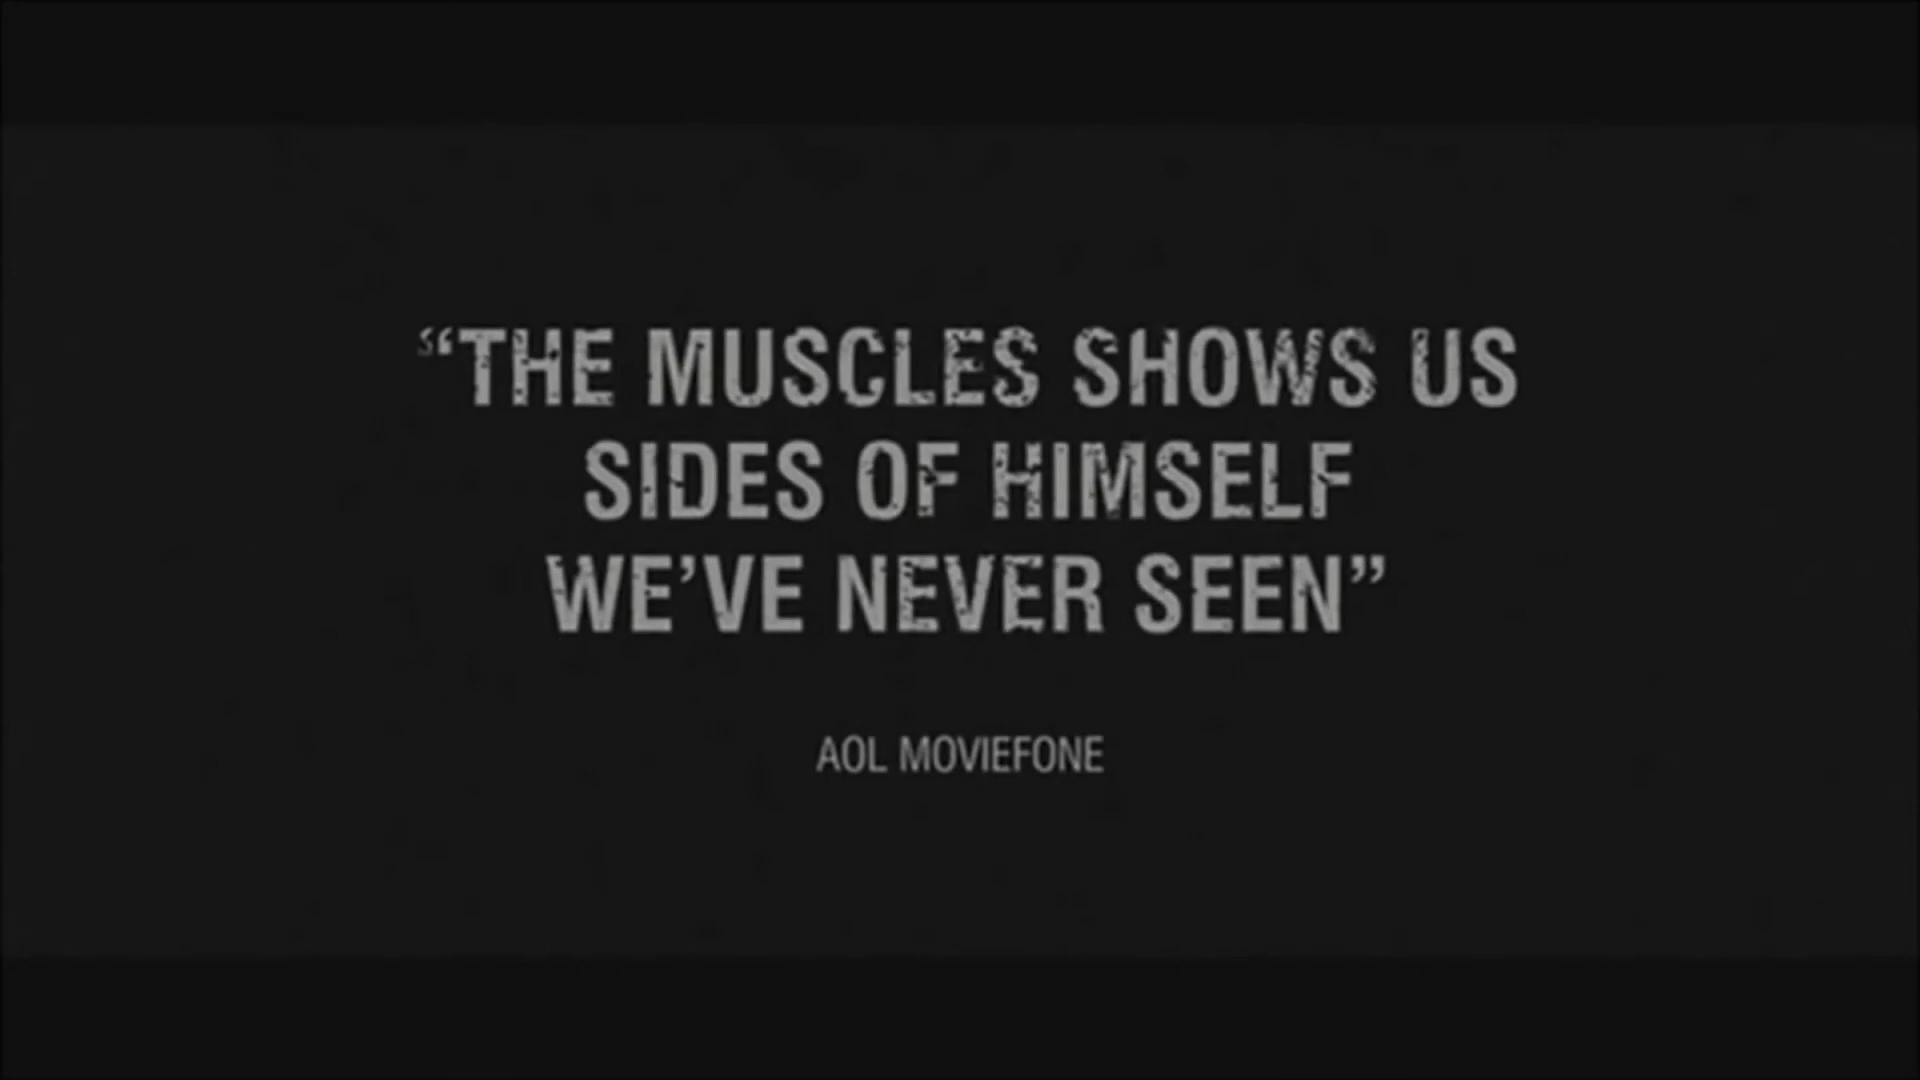 “THE MUSCLES SHOWS US
SIDES OF HIMSELF
WE’VE NEVER SEEN”
AOL MOVIEFONE